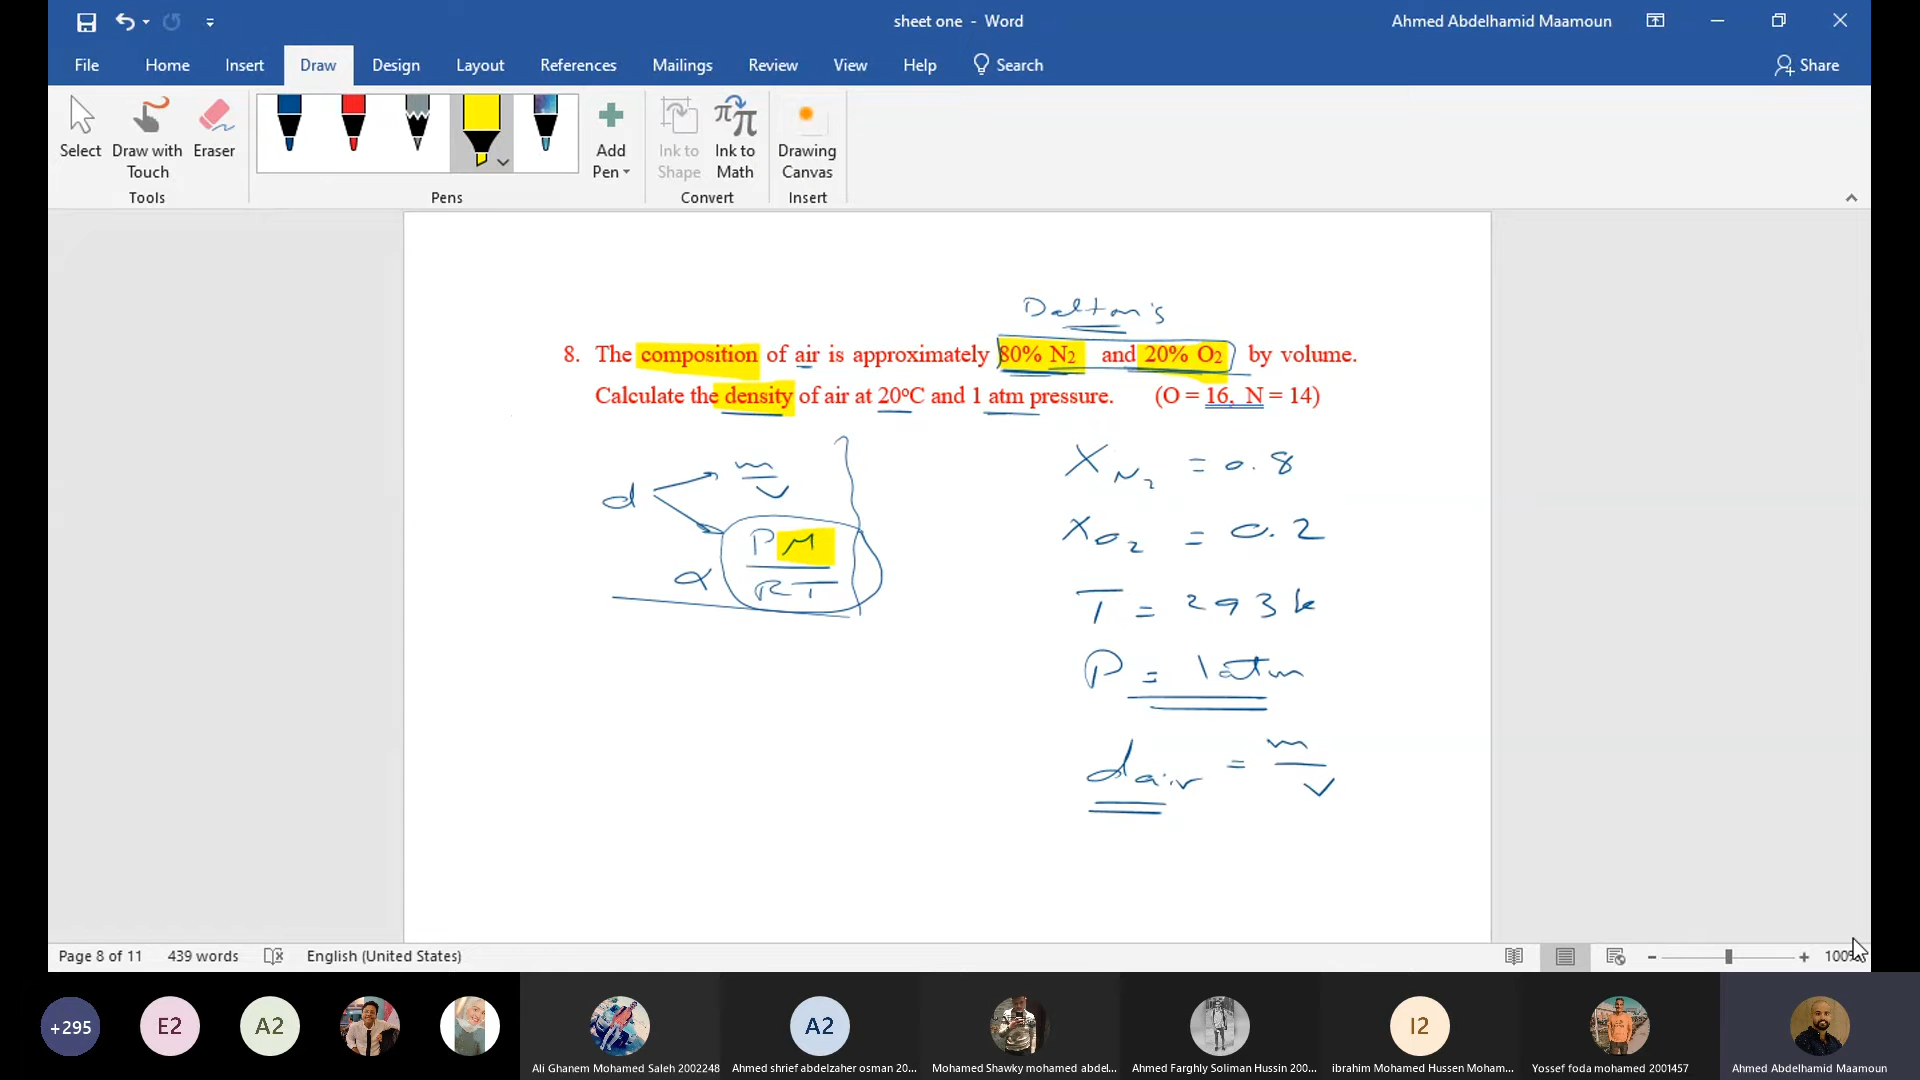 sheet one - Word
Ahmed Abdelhamid Maamoun
File Home Insert Draw Design Layout References Mailings Review View Help Search Share
Select Draw with Touch Eraser Add Pen Ink to Shape Ink to Math Drawing Canvas
Tools Pens Convert Insert
Dalton's
8. The composition of air is approximately 80% N2 and 20% O2 by volume.
Calculate the density of air at 20°C and 1 atm pressure. (O = 16, N = 14)
X N2 = 0.8
d m/v
X O2 = 0.2
α PM/RT
T = 293 k
P = 1 atm
d air = m/v
Page 8 of 11 439 words English (United States) 100%
+295 E2 A2 A2 I2
Ali Ghanem Mohamed Saleh 2002248 Ahmed shrief abdelzaher osman 20... Mohamed Shawky mohamed abdel... Ahmed Farghly Soliman Hussin 200... ibrahim Mohamed Hussen Moham... Yossef foda mohamed 2001457 Ahmed Abdelhamid Maamoun